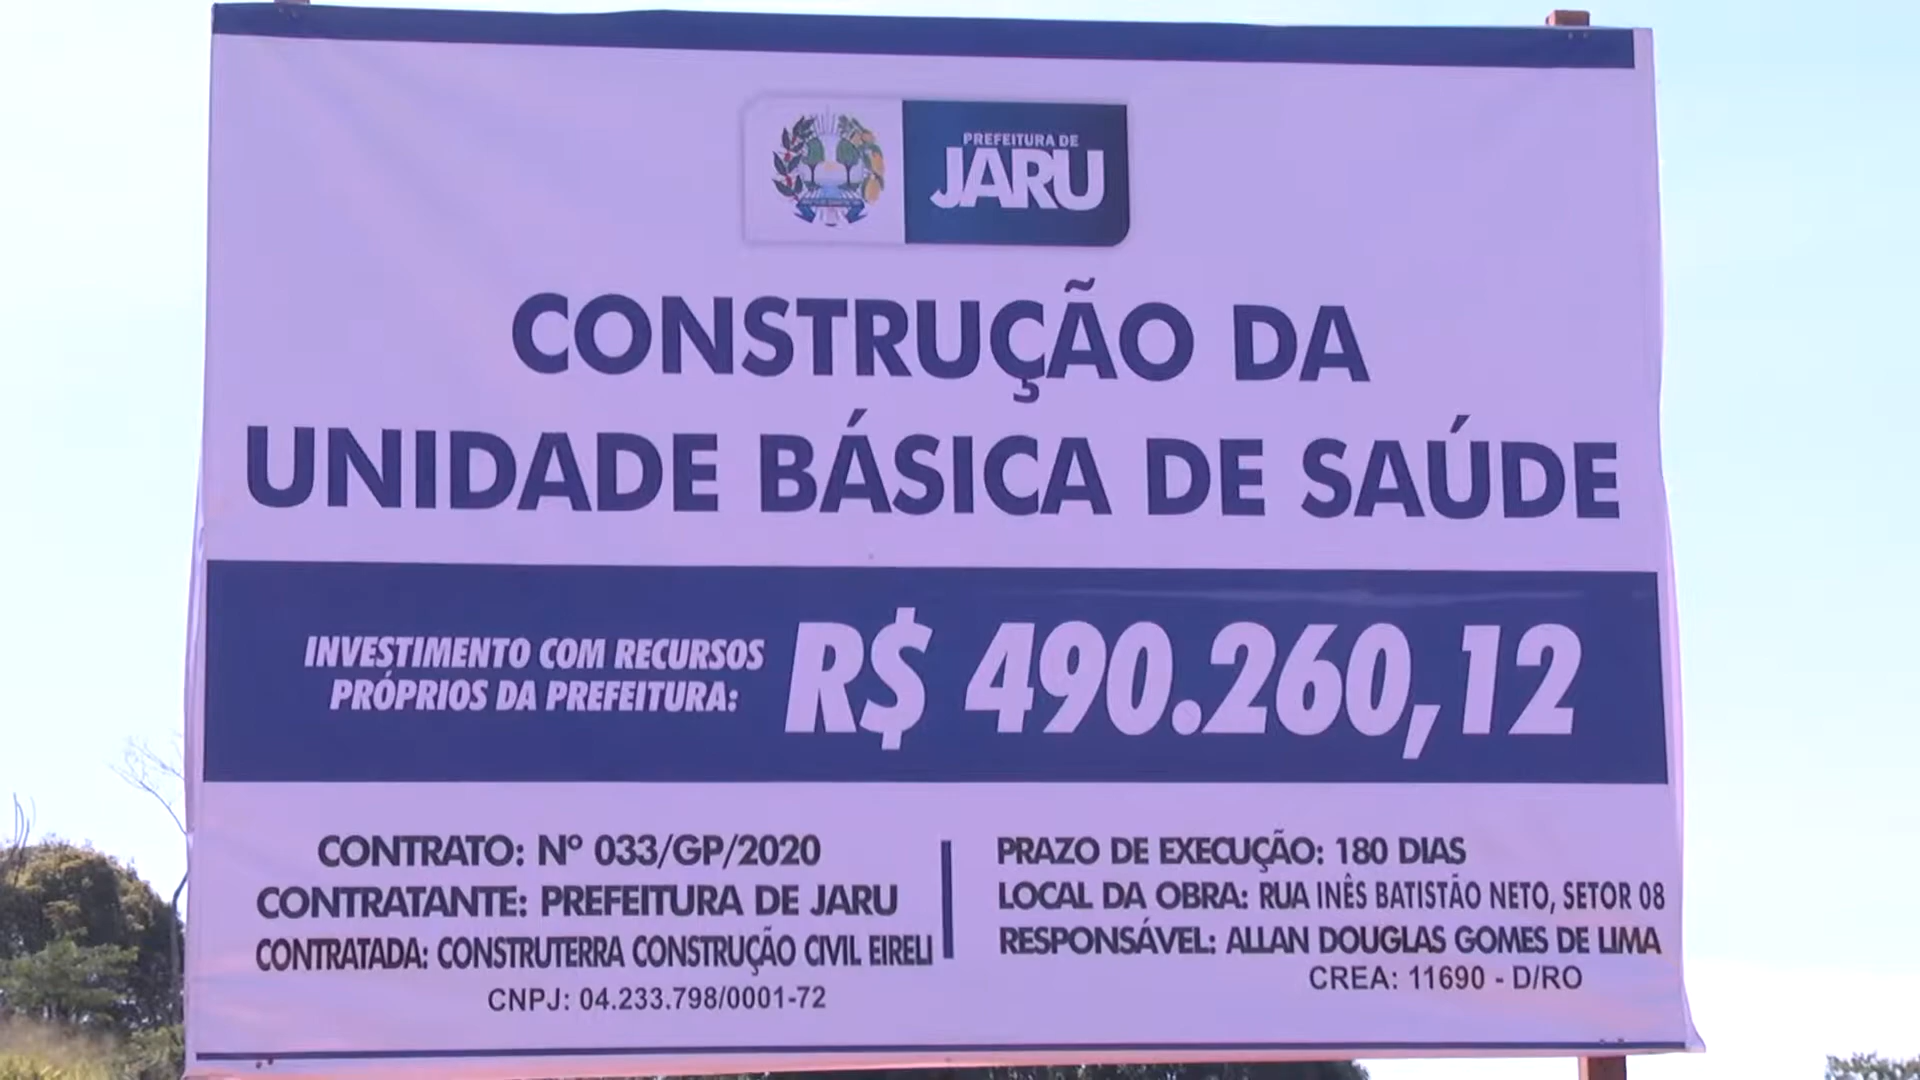 PREFEITURA DE
JARU
CONSTRUÇÃO DA
UNIDADE BÁSICA DE SAÚDE
INVESTIMENTO COM RECURSOS
PRÓPRIOS DA PREFEITURA:
R$ 490.260,12
CONTRATO: Nº 033/GP/2020
CONTRATANTE: PREFEITURA DE JARU
CONTRATADA: CONSTRUTERRA CONSTRUÇÃO CIVIL EIRELI
CNPJ: 04.233.798/0001-72
PRAZO DE EXECUÇÃO: 180 DIAS
LOCAL DA OBRA: RUA INÊS BATISTÃO NETO, SETOR 08
RESPONSÁVEL: ALLAN DOUGLAS GOMES DE LIMA
CREA: 11690 - D/RO